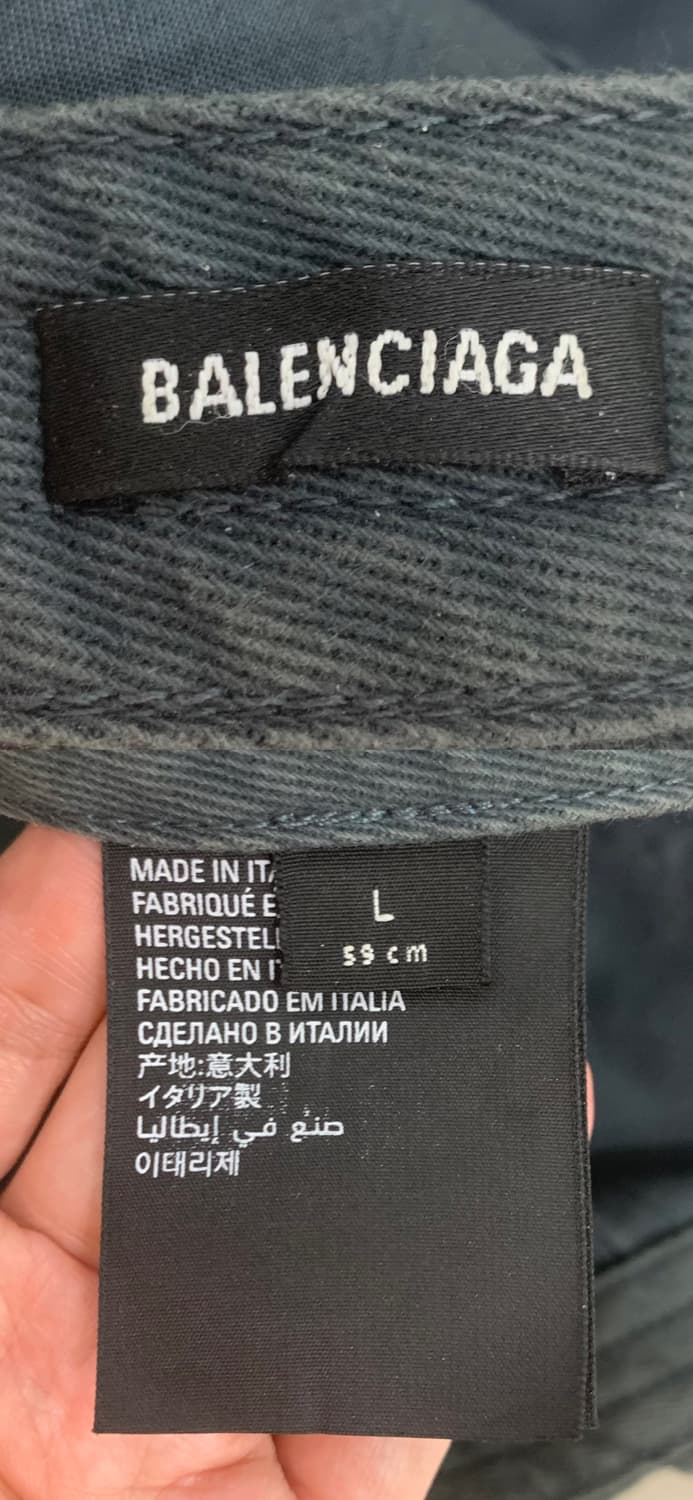 BALENCIAGA
MADE IN ITA
L
FABRIQUÉ E
59 cm
HERGESTELL
HECHO EN IT
FABRICADO EM ITALIA
СДЕЛАНО В ИТАЛИИ
产地:意大利
イタリア製
صنع في إيطاليا
이태리제